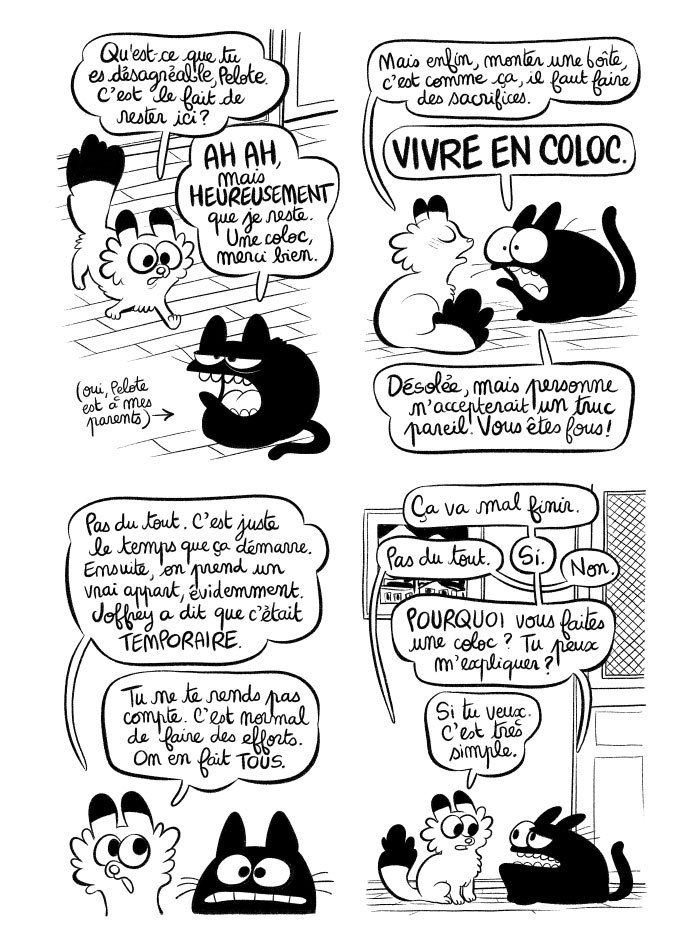 Qu'est-ce que tu
es désagréable, Pelote.
C'est le fait de
rester ici ?
AH AH,
mais
HEUREUSEMENT
que je reste.
Une coloc,
merci bien.
(oui, Pelote
est à mes
parents)
Mais enfin, monter une boîte,
c'est comme ça, il faut faire
des sacrifices.
VIVRE EN COLOC.
Désolée, mais personne
n'accepterait un truc
pareil. Vous êtes fous !
Pas du tout. C'est juste
le temps que ça démarre.
Ensuite, on prend un
vrai appart, évidemment.
Joffrey a dit que c'était
TEMPORAIRE.
Tu ne te rends pas
compte. C'est normal
de faire des efforts.
On en fait TOUS.
Ça va mal finir.
Pas du tout.
Si.
Non.
POURQUOI vous faites
une coloc ? Tu peux
m'expliquer ?
Si tu veux.
C'est très
simple.